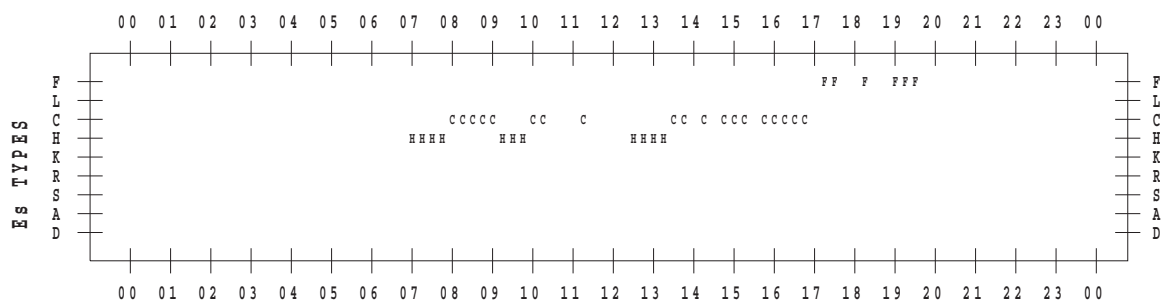 00 01 02 03 04 05 06 07 08 09 10 11 12 13 14 15 16 17 18 19 20 21 22 23 00
F FF F FFF F
L L
C CCCCC CC C CC C CCC CCCCC C
H HHHH HHH HHHH H
K K
R R
S S
A A
D D
Es TYPES
00 01 02 03 04 05 06 07 08 09 10 11 12 13 14 15 16 17 18 19 20 21 22 23 00